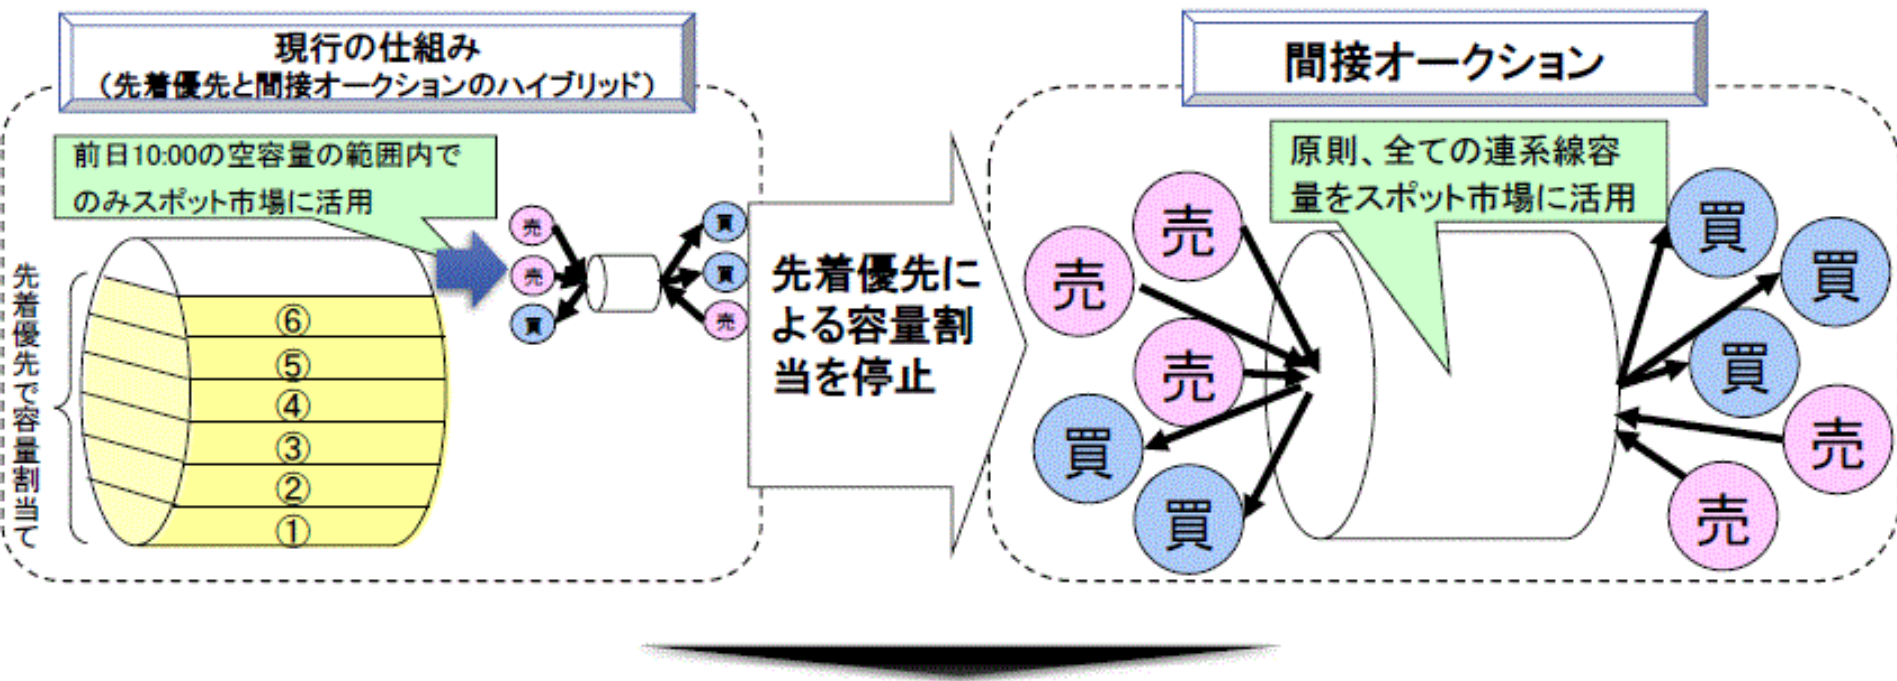 現行の仕組み
（先着優先と間接オークションのハイブリッド）
前日10:00の空容量の範囲内で
のみスポット市場に活用
先着優先で容量割当て
⑥
⑤
④
③
②
①
売
売
買
買
買
売
先着優先に
よる容量割
当を停止
間接オークション
原則、全ての連系線容
量をスポット市場に活用
売
売
売
買
買
買
買
買
売
売